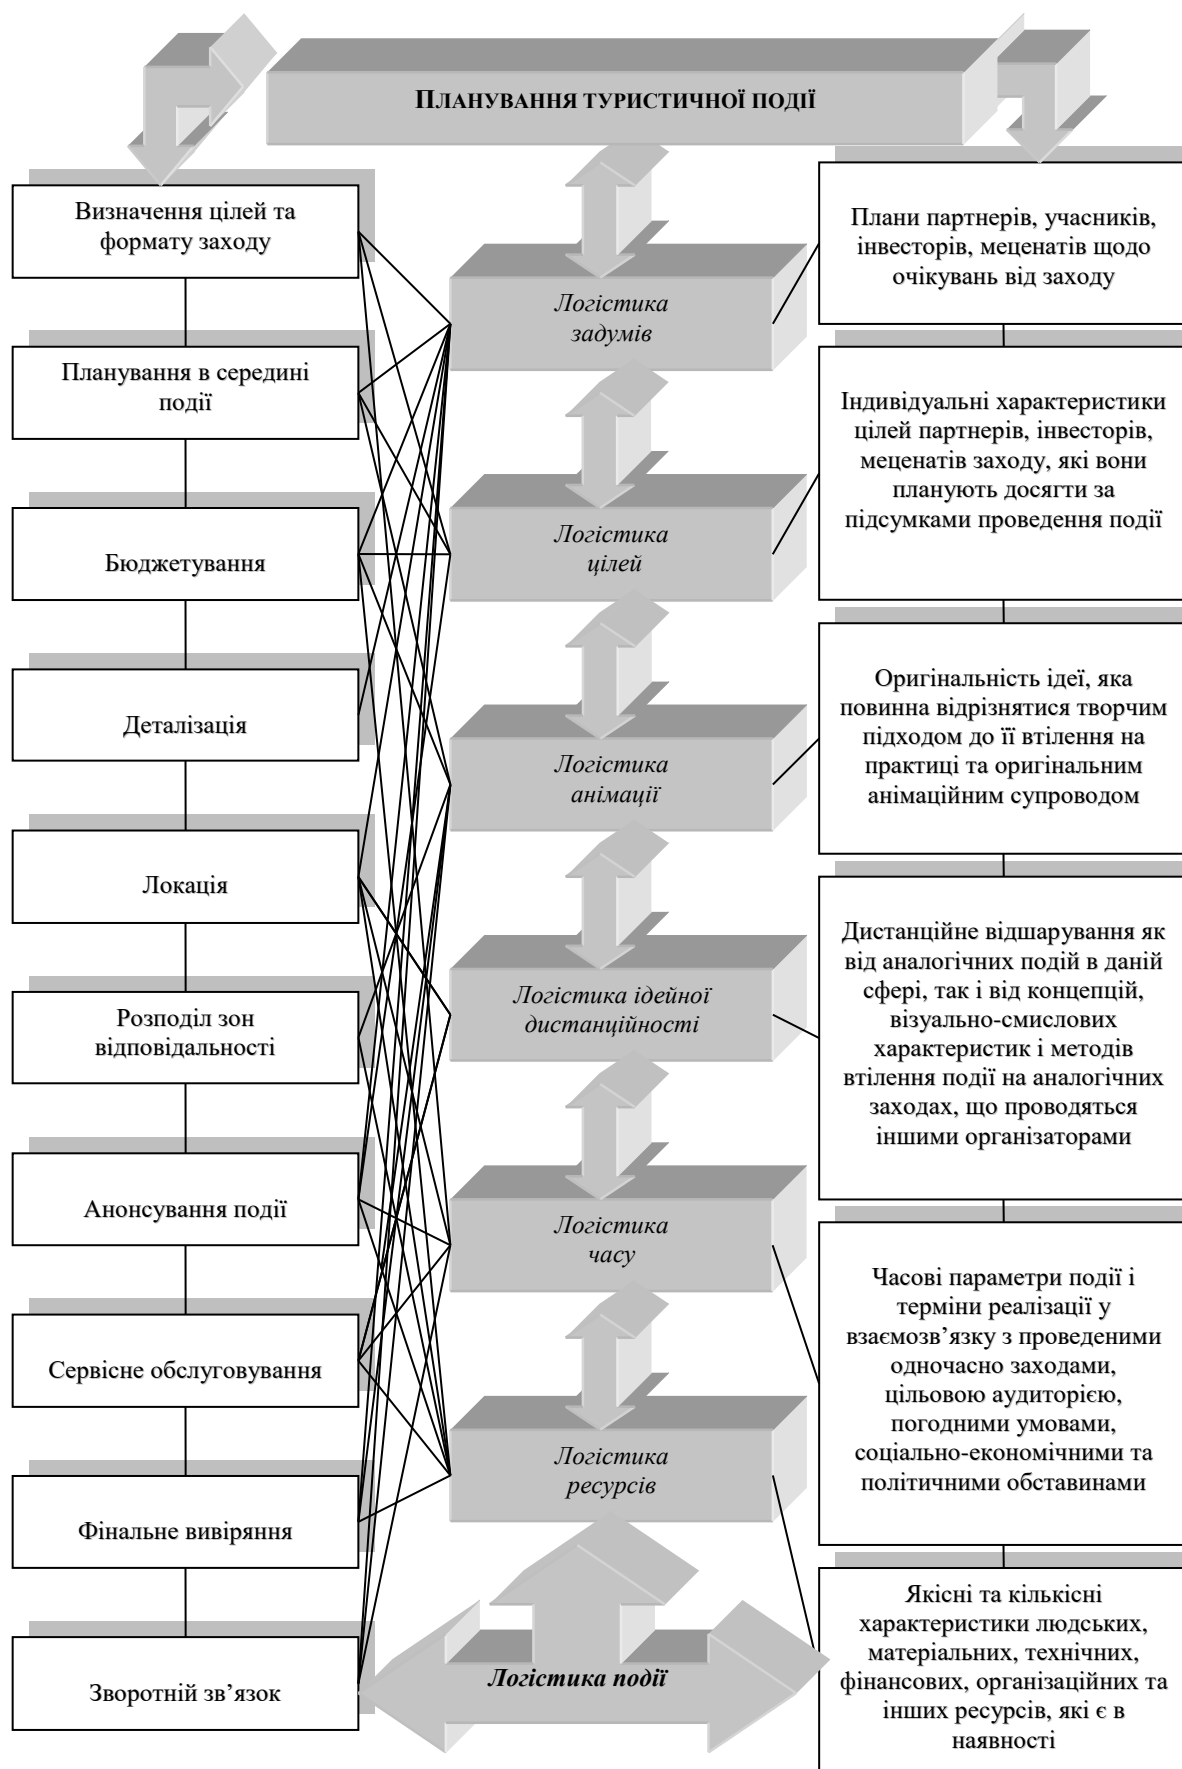 ПЛАНУВАННЯ ТУРИСТИЧНОЇ ПОДІЇ
Визначення цілей та
формату заходу
Планування в середині
події
Бюджетування
Деталізація
Локація
Розподіл зон
відповідальності
Анонсування події
Сервісне обслуговування
Фінальне вивіряння
Зворотній зв’язок
Логістика
задумів
Логістика
цілей
Логістика
анімації
Логістика ідейної
дистанційності
Логістика
часу
Логістика
ресурсів
Логістика події
Плани партнерів, учасників,
інвесторів, меценатів щодо
очікувань від заходу
Індивідуальні характеристики
цілей партнерів, інвесторів,
меценатів заходу, які вони
планують досягти за
підсумками проведення події
Оригінальність ідеї, яка
повинна відрізнятися творчим
підходом до її втілення на
практиці та оригінальним
анімаційним супроводом
Дистанційне відшарування як
від аналогічних подій в даній
сфері, так і від концепцій,
візуально-смислових
характеристик і методів
втілення події на аналогічних
заходах, що проводяться
іншими організаторами
Часові параметри події і
терміни реалізації у
взаємозв’язку з проведеними
одночасно заходами,
цільовою аудиторією,
погодними умовами,
соціально-економічними та
політичними обставинами
Якісні та кількісні
характеристики людських,
матеріальних, технічних,
фінансових, організаційних та
інших ресурсів, які є в
наявності